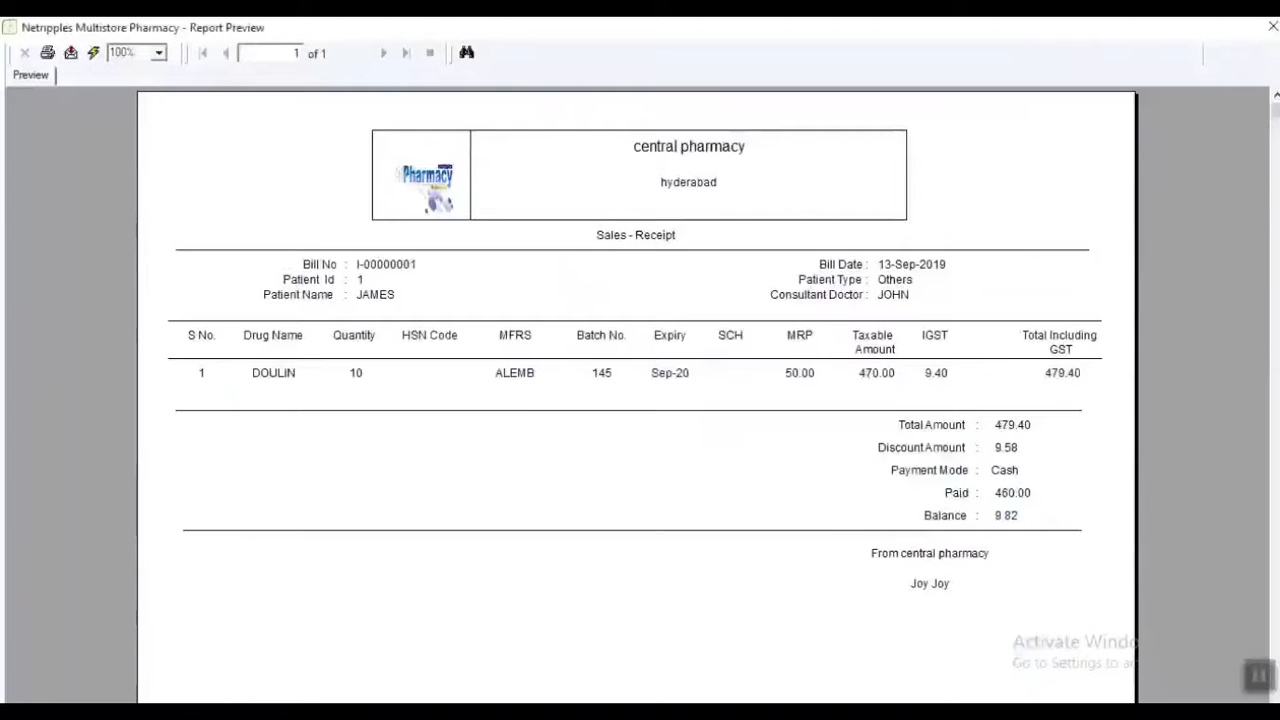 Netripples Multistore Pharmacy - Report Preview
100% 1 of 1
Preview
Pharmacy
central pharmacy
hyderabad
Sales - Receipt
Bill No : I-00000001 Bill Date : 13-Sep-2019
Patient Id : 1 Patient Type : Others
Patient Name : JAMES Consultant Doctor : JOHN
S No. Drug Name Quantity HSN Code MFRS Batch No. Expiry SCH MRP Taxable Amount IGST Total Including GST
1 DOULIN 10 ALEMB 145 Sep-20 50.00 470.00 9.40 479.40
Total Amount : 479.40
Discount Amount : 9.58
Payment Mode : Cash
Paid : 460.00
Balance : 9 82
From central pharmacy
Joy Joy
Activate Windo
Go to Settings to a